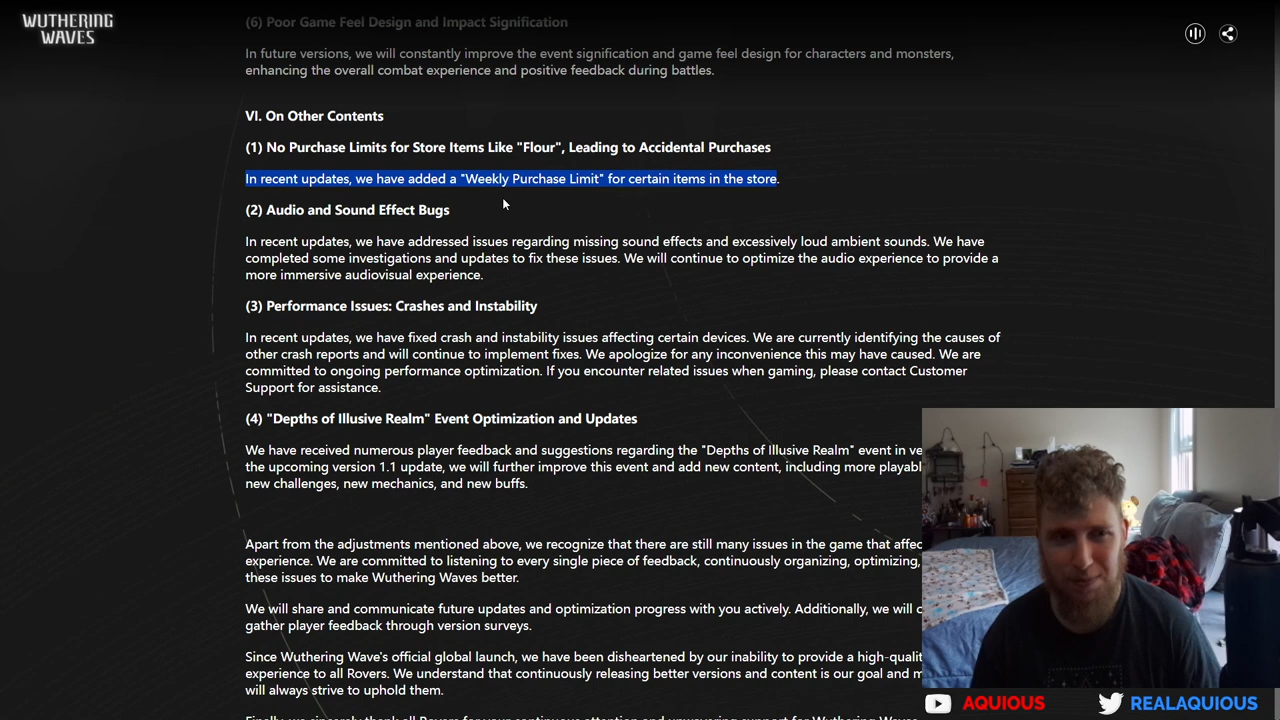 WUTHERING
WAVES
(6) Poor Game Feel Design and Impact Signification
In future versions, we will constantly improve the event signification and game feel design for characters and monsters,
enhancing the overall combat experience and positive feedback during battles.
VI. On Other Contents
(1) No Purchase Limits for Store Items Like "Flour", Leading to Accidental Purchases
In recent updates, we have added a "Weekly Purchase Limit" for certain items in the store.
(2) Audio and Sound Effect Bugs
In recent updates, we have addressed issues regarding missing sound effects and excessively loud ambient sounds. We have
completed some investigations and updates to fix these issues. We will continue to optimize the audio experience to provide a
more immersive audiovisual experience.
(3) Performance Issues: Crashes and Instability
In recent updates, we have fixed crash and instability issues affecting certain devices. We are currently identifying the causes of
other crash reports and will continue to implement fixes. We apologize for any inconvenience this may have caused. We are
committed to ongoing performance optimization. If you encounter related issues when gaming, please contact Customer
Support for assistance.
(4) "Depths of Illusive Realm" Event Optimization and Updates
We have received numerous player feedback and suggestions regarding the "Depths of Illusive Realm" event in ve
the upcoming version 1.1 update, we will further improve this event and add new content, including more playabl
new challenges, new mechanics, and new buffs.
Apart from the adjustments mentioned above, we recognize that there are still many issues in the game that affec
experience. We are committed to listening to every single piece of feedback, continuously organizing, optimizing,
these issues to make Wuthering Waves better.
We will share and communicate future updates and optimization progress with you actively. Additionally, we will c
gather player feedback through version surveys.
Since Wuthering Wave's official global launch, we have been disheartened by our inability to provide a high-qualit
experience to all Rovers. We understand that continuously releasing better versions and content is our goal and m
will always strive to uphold them.
Finally, we sincerely thank all Rovers for your continuous attention and unwavering support for Wuthering Waves
AQUIOUS
REALAQUIOUS